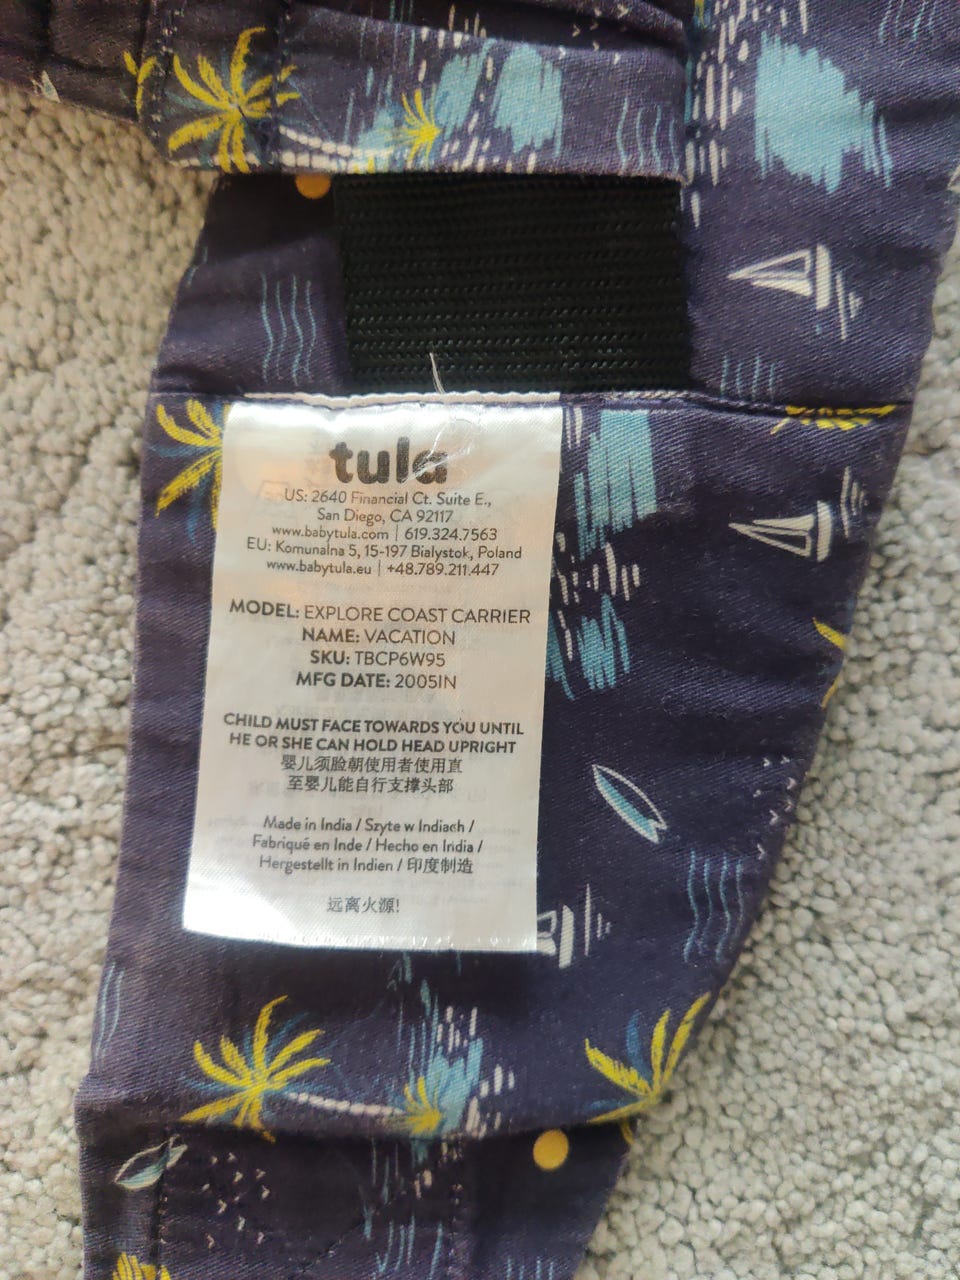 tula
US: 2640 Financial Ct. Suite E.,
San Diego, CA 92117
www.babytula.com | 619.324.7563
EU: Komunalna 5, 15-197 Bialystok, Poland
www.babytula.eu | +48.789.211.447
MODEL: EXPLORE COAST CARRIER
NAME: VACATION
SKU: TBCP6W95
MFG DATE: 2005IN
CHILD MUST FACE TOWARDS YOU UNTIL
HE OR SHE CAN HOLD HEAD UPRIGHT
婴儿须脸朝使用者使用直
至婴儿能自行支撑头部
Made in India / Szyte w Indiach /
Fabriqué en Inde / Hecho en India /
Hergestellt in Indien / 印度制造
远离火源!